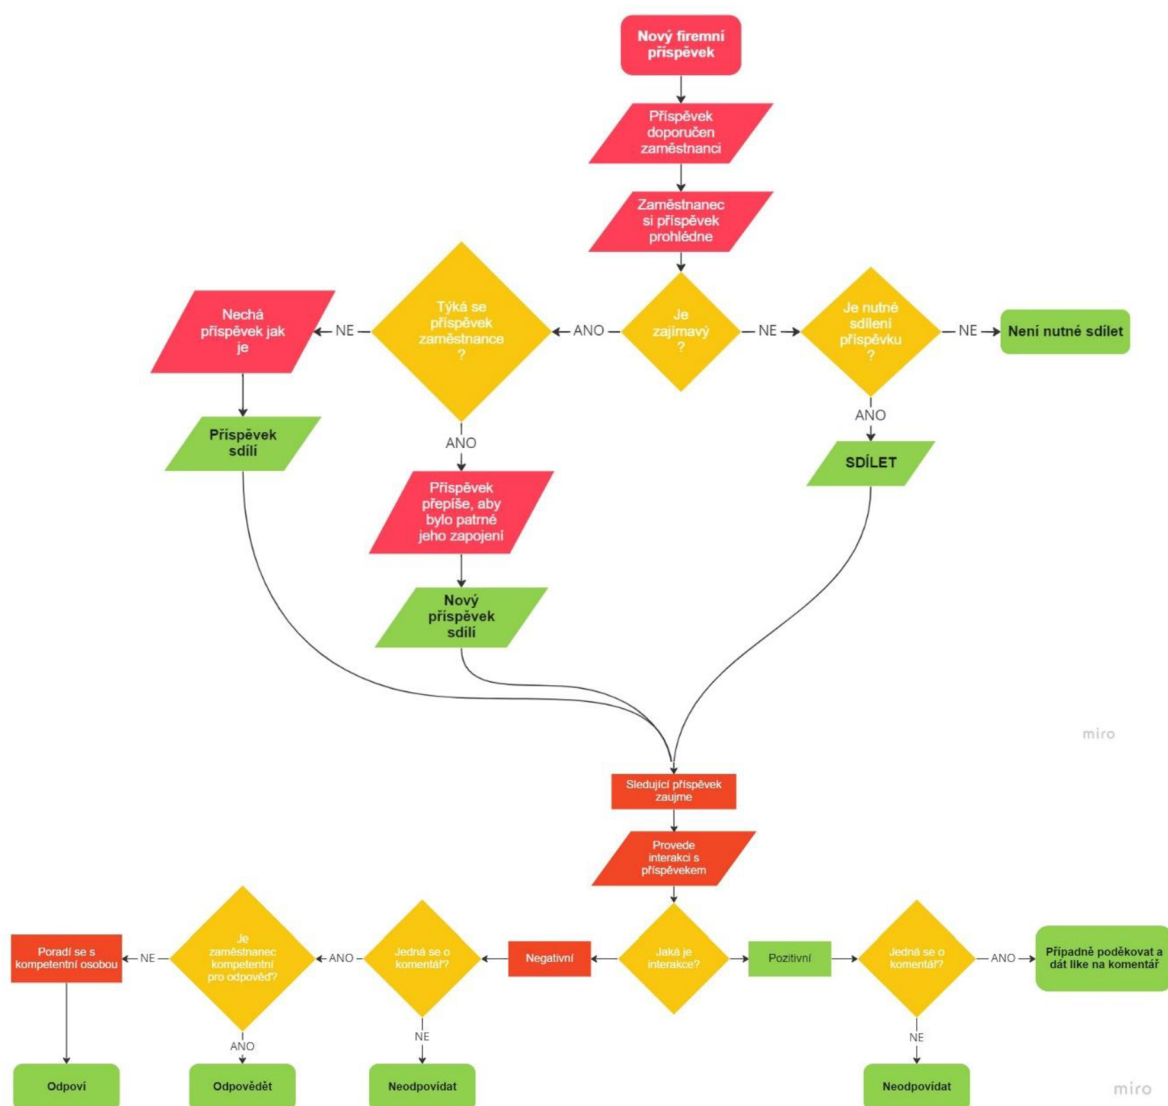 Nový firemní
příspěvek
Příspěvek
doporučen
zaměstnanci
Zaměstnanec
si příspěvek
prohlédne
Nechá
příspěvek jak
je
NE
Týká se
příspěvek
zaměstnance
?
ANO
Je
zajímavý
?
NE
Je nutné
sdílení
příspěvku
?
NE
Není nutné sdílet
Příspěvek
sdílí
ANO
ANO
SDÍLET
Příspěvek
přepíše, aby
bylo patrné
jeho zapojení
Nový
příspěvek
sdílí
miro
Sledující příspěvek
zaujme
Provede
interakci s
příspěvekem
Poradí se s
kompetentní osobou
NE
Je
zaměstnanec
kompetentní
pro odpověď?
ANO
Jedná se o
komentář?
Negativní
Jaká je
interakce?
Pozitivní
Jedná se o
komentář?
ANO
Případně poděkovat a
dát like na komentář
ANO
NE
NE
Odpoví
Odpovědět
Neodpovídat
Neodpovídat
miro